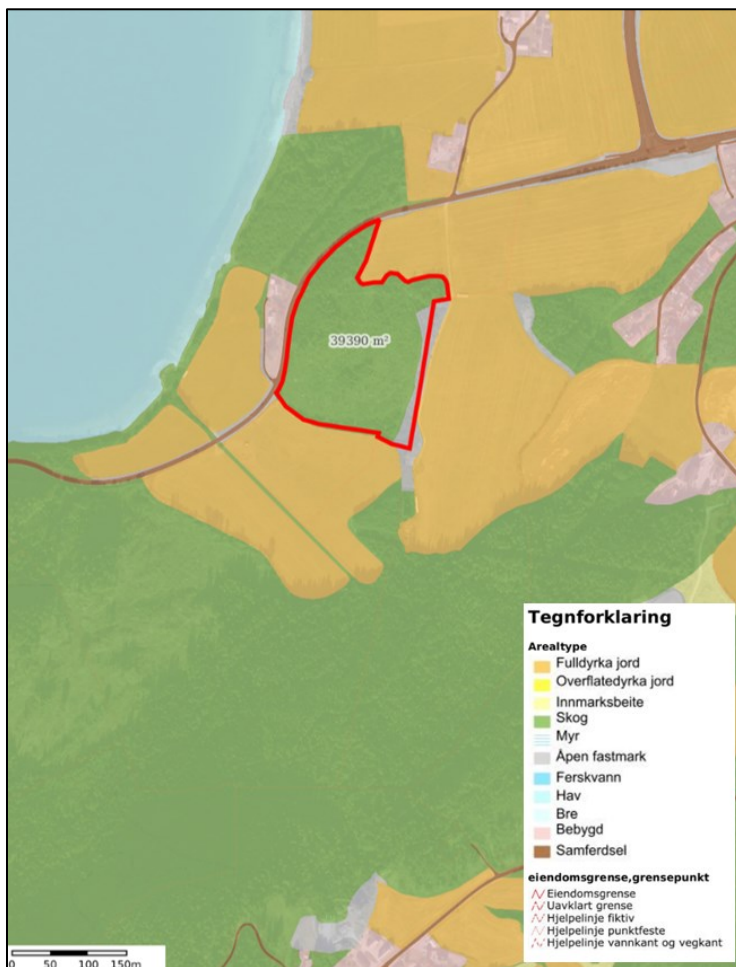 39390 m²
Tegnforklaring
Arealtype
Fulldyrka jord
Overflatedyrka jord
Innmarksbeite
Skog
Myr
Åpen fastmark
Ferskvann
Hav
Bre
Bebygd
Samferdsel
eiendomsgrense,grensepunkt
Eiendomsgrense
Uavklart grense
Hjelpelinje fiktiv
Hjelpelinje punktfeste
Hjelpelinje vannkant og vegkant
0 50 100 150m